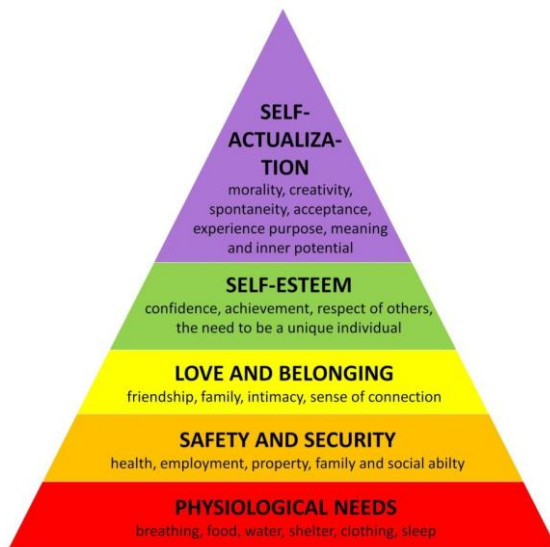 SELF-
ACTUALIZA-
TION
morality, creativity,
spontaneity, acceptance,
experience purpose, meaning
and inner potential
SELF-ESTEEM
confidence, achievement, respect of others,
the need to be a unique individual
LOVE AND BELONGING
friendship, family, intimacy, sense of connection
SAFETY AND SECURITY
health, employment, property, family and social abilty
PHYSIOLOGICAL NEEDS
breathing, food, water, shelter, clothing, sleep